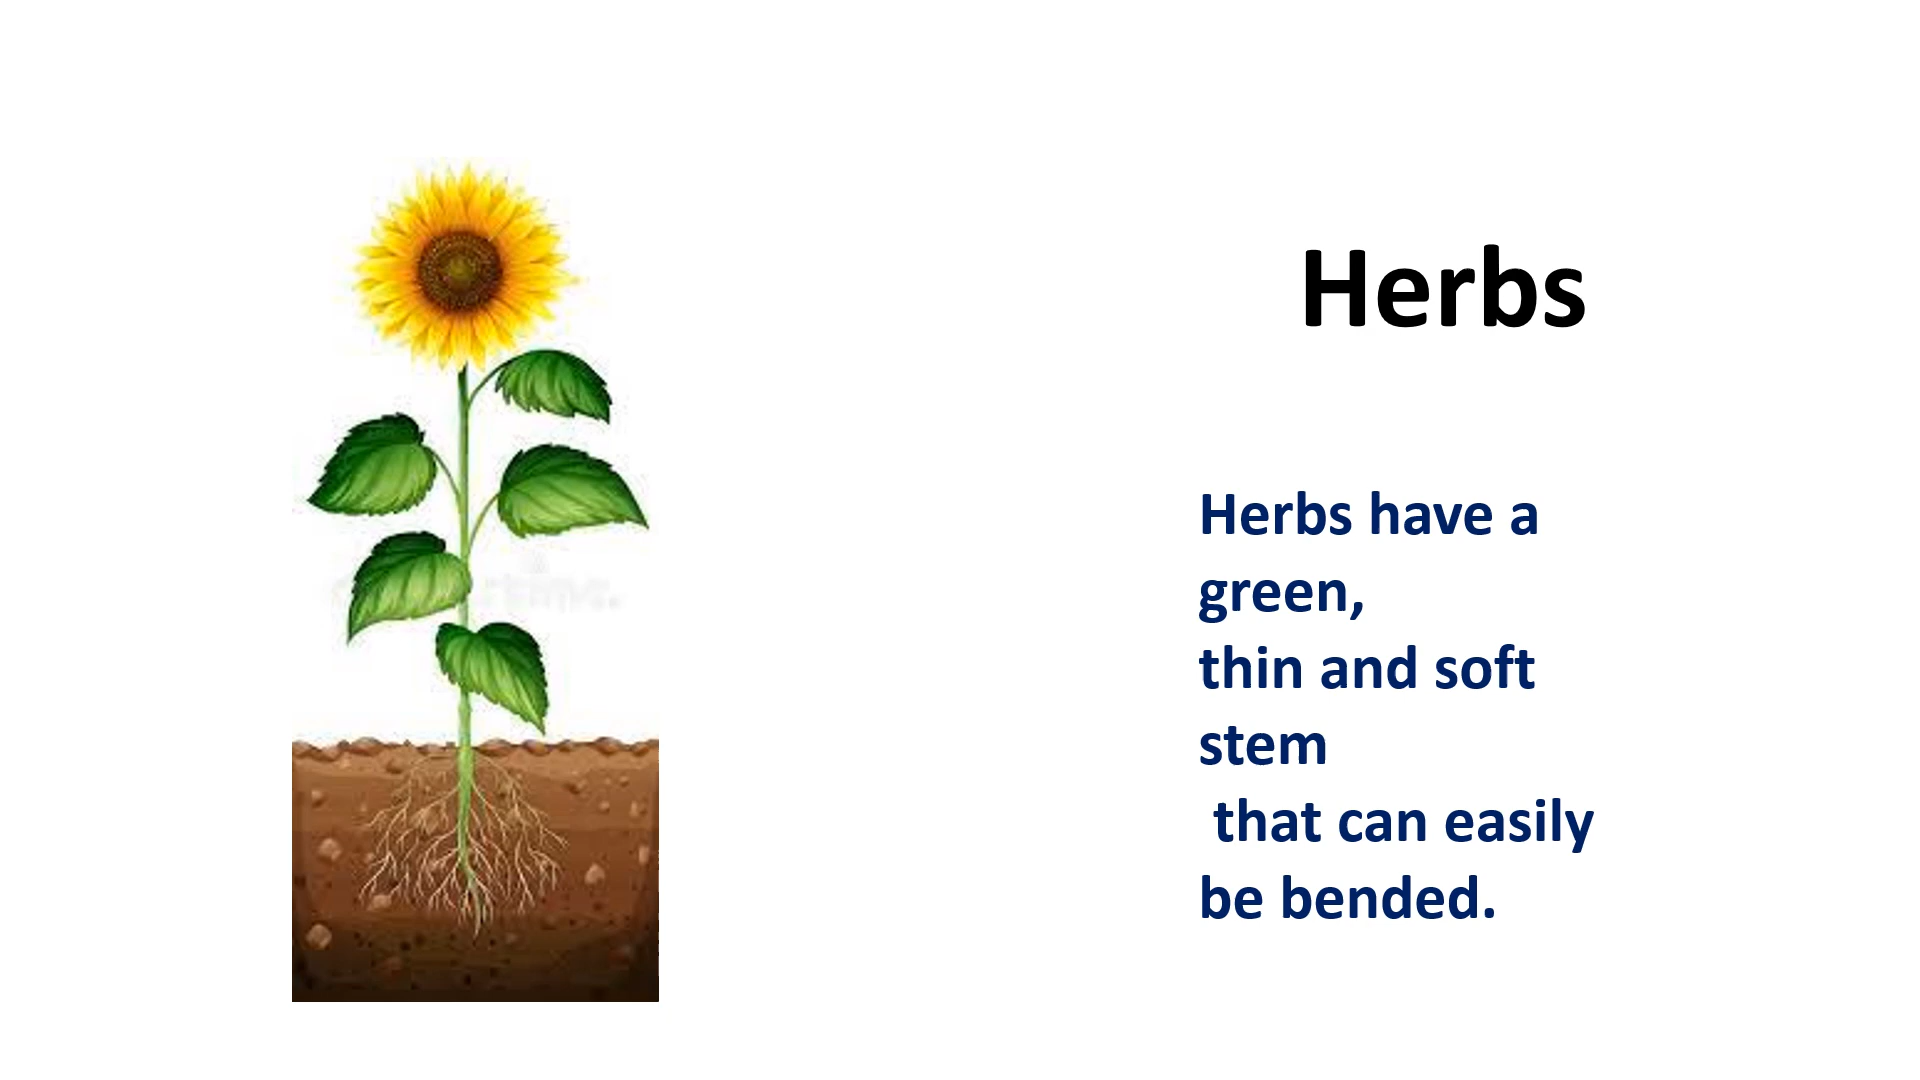 Herbs
Herbs have a
green,
thin and soft
stem
that can easily
be bended.